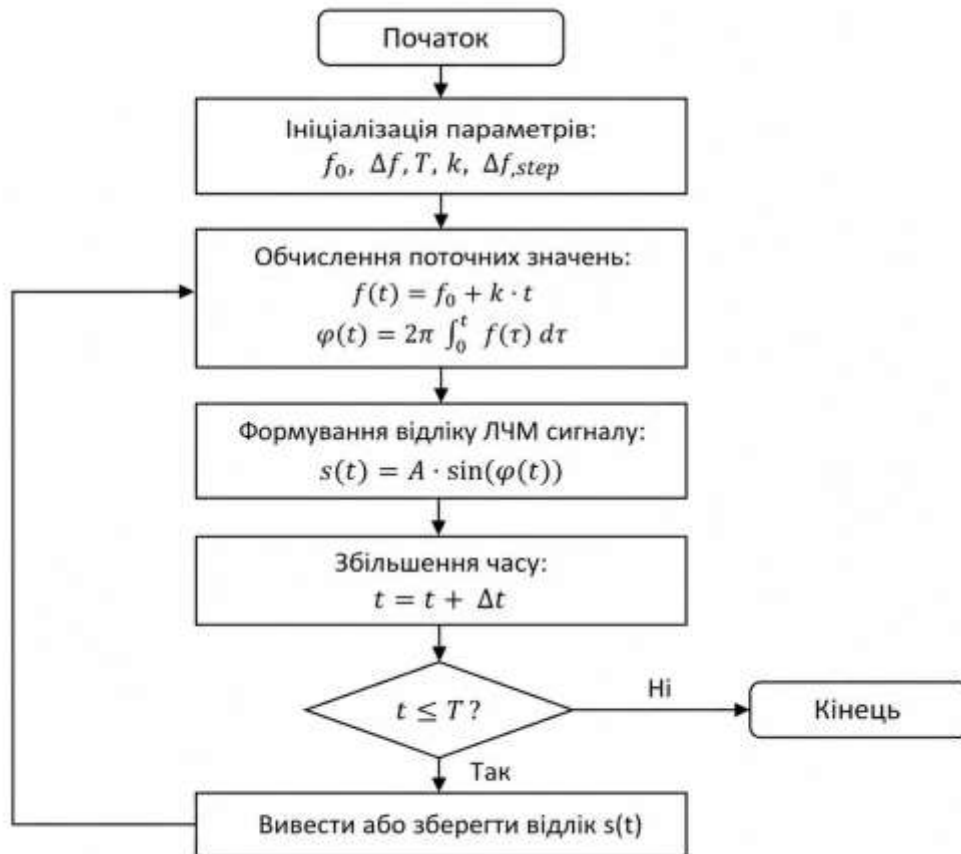 Початок
Ініціалізація параметрів:
f₀, Δf, T, k, Δf,step
Обчислення поточних значень:
f(t) = f₀ + k · t
φ(t) = 2π ∫₀ᵗ f(τ) dτ
Формування відліку ЛЧМ сигналу:
s(t) = A · sin(φ(t))
Збільшення часу:
t = t + Δt
t ≤ T ?
Ні
Кінець
Так
Вивести або зберегти відлік s(t)